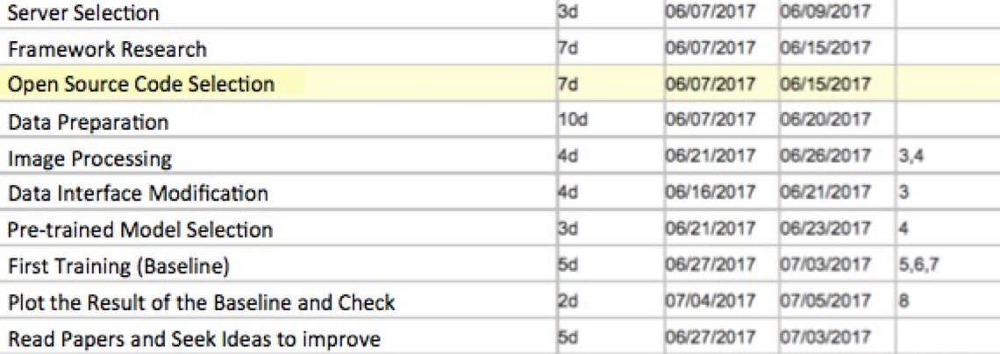 Server Selection 3d 06/07/2017 06/09/2017
Framework Research 7d 06/07/2017 06/15/2017
Open Source Code Selection 7d 06/07/2017 06/15/2017
Data Preparation 10d 06/07/2017 06/20/2017
Image Processing 4d 06/21/2017 06/26/2017 3,4
Data Interface Modification 4d 06/16/2017 06/21/2017 3
Pre-trained Model Selection 3d 06/21/2017 06/23/2017 4
First Training (Baseline) 5d 06/27/2017 07/03/2017 5,6,7
Plot the Result of the Baseline and Check 2d 07/04/2017 07/05/2017 8
Read Papers and Seek Ideas to improve 5d 06/27/2017 07/03/2017